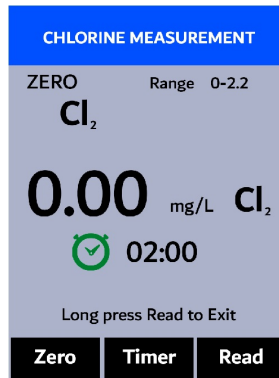 CHLORINE MEASUREMENT
ZERO Range 0-2.2
Cl₂
0.00 mg/L Cl₂
02:00
Long press Read to Exit
Zero Timer Read